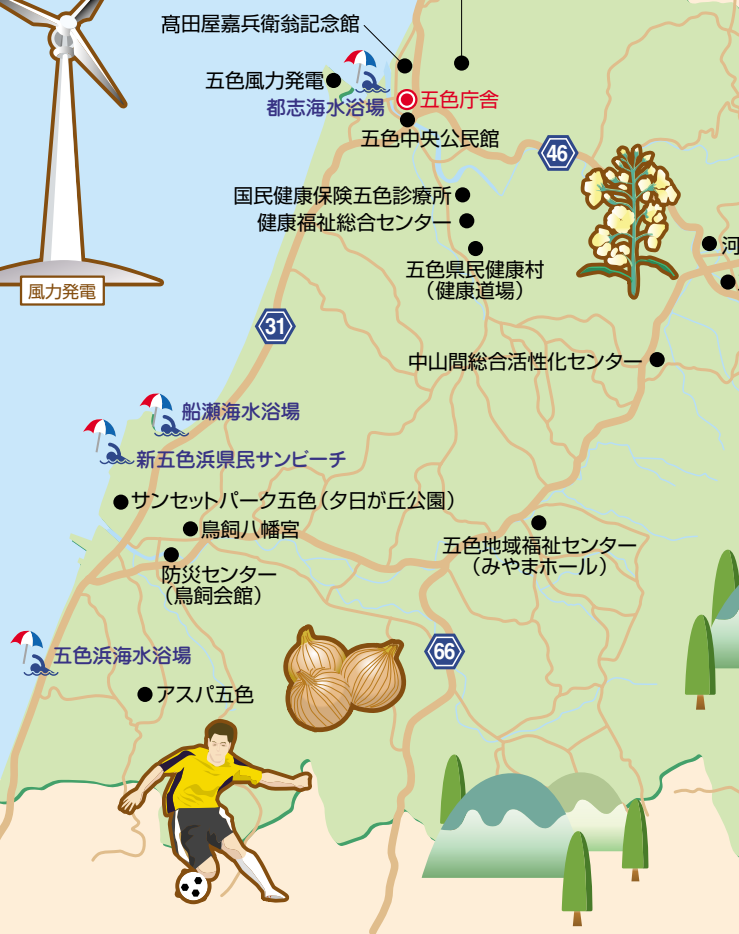 髙田屋嘉兵衛翁記念館
五色風力発電
都志海水浴場
五色庁舎
五色中央公民館
46
国民健康保険五色診療所
健康福祉総合センター
五色県民健康村
（健康道場）
河
風力発電
31
中山間総合活性化センター
船瀬海水浴場
新五色浜県民サンビーチ
サンセットパーク五色（夕日が丘公園）
鳥飼八幡宮
五色地域福祉センター
（みやまホール）
防災センター
（鳥飼会館）
五色浜海水浴場
66
アスパ五色